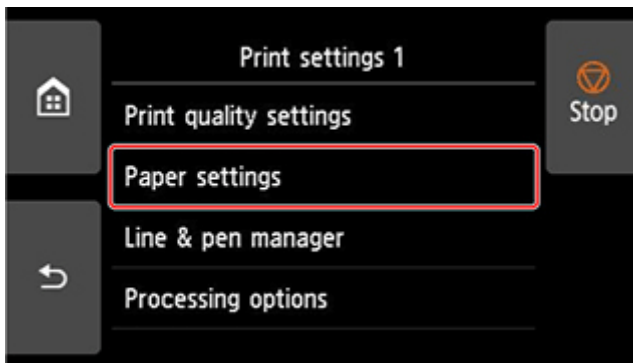 Print settings 1
Stop
Print quality settings
Paper settings
Line & pen manager
Processing options